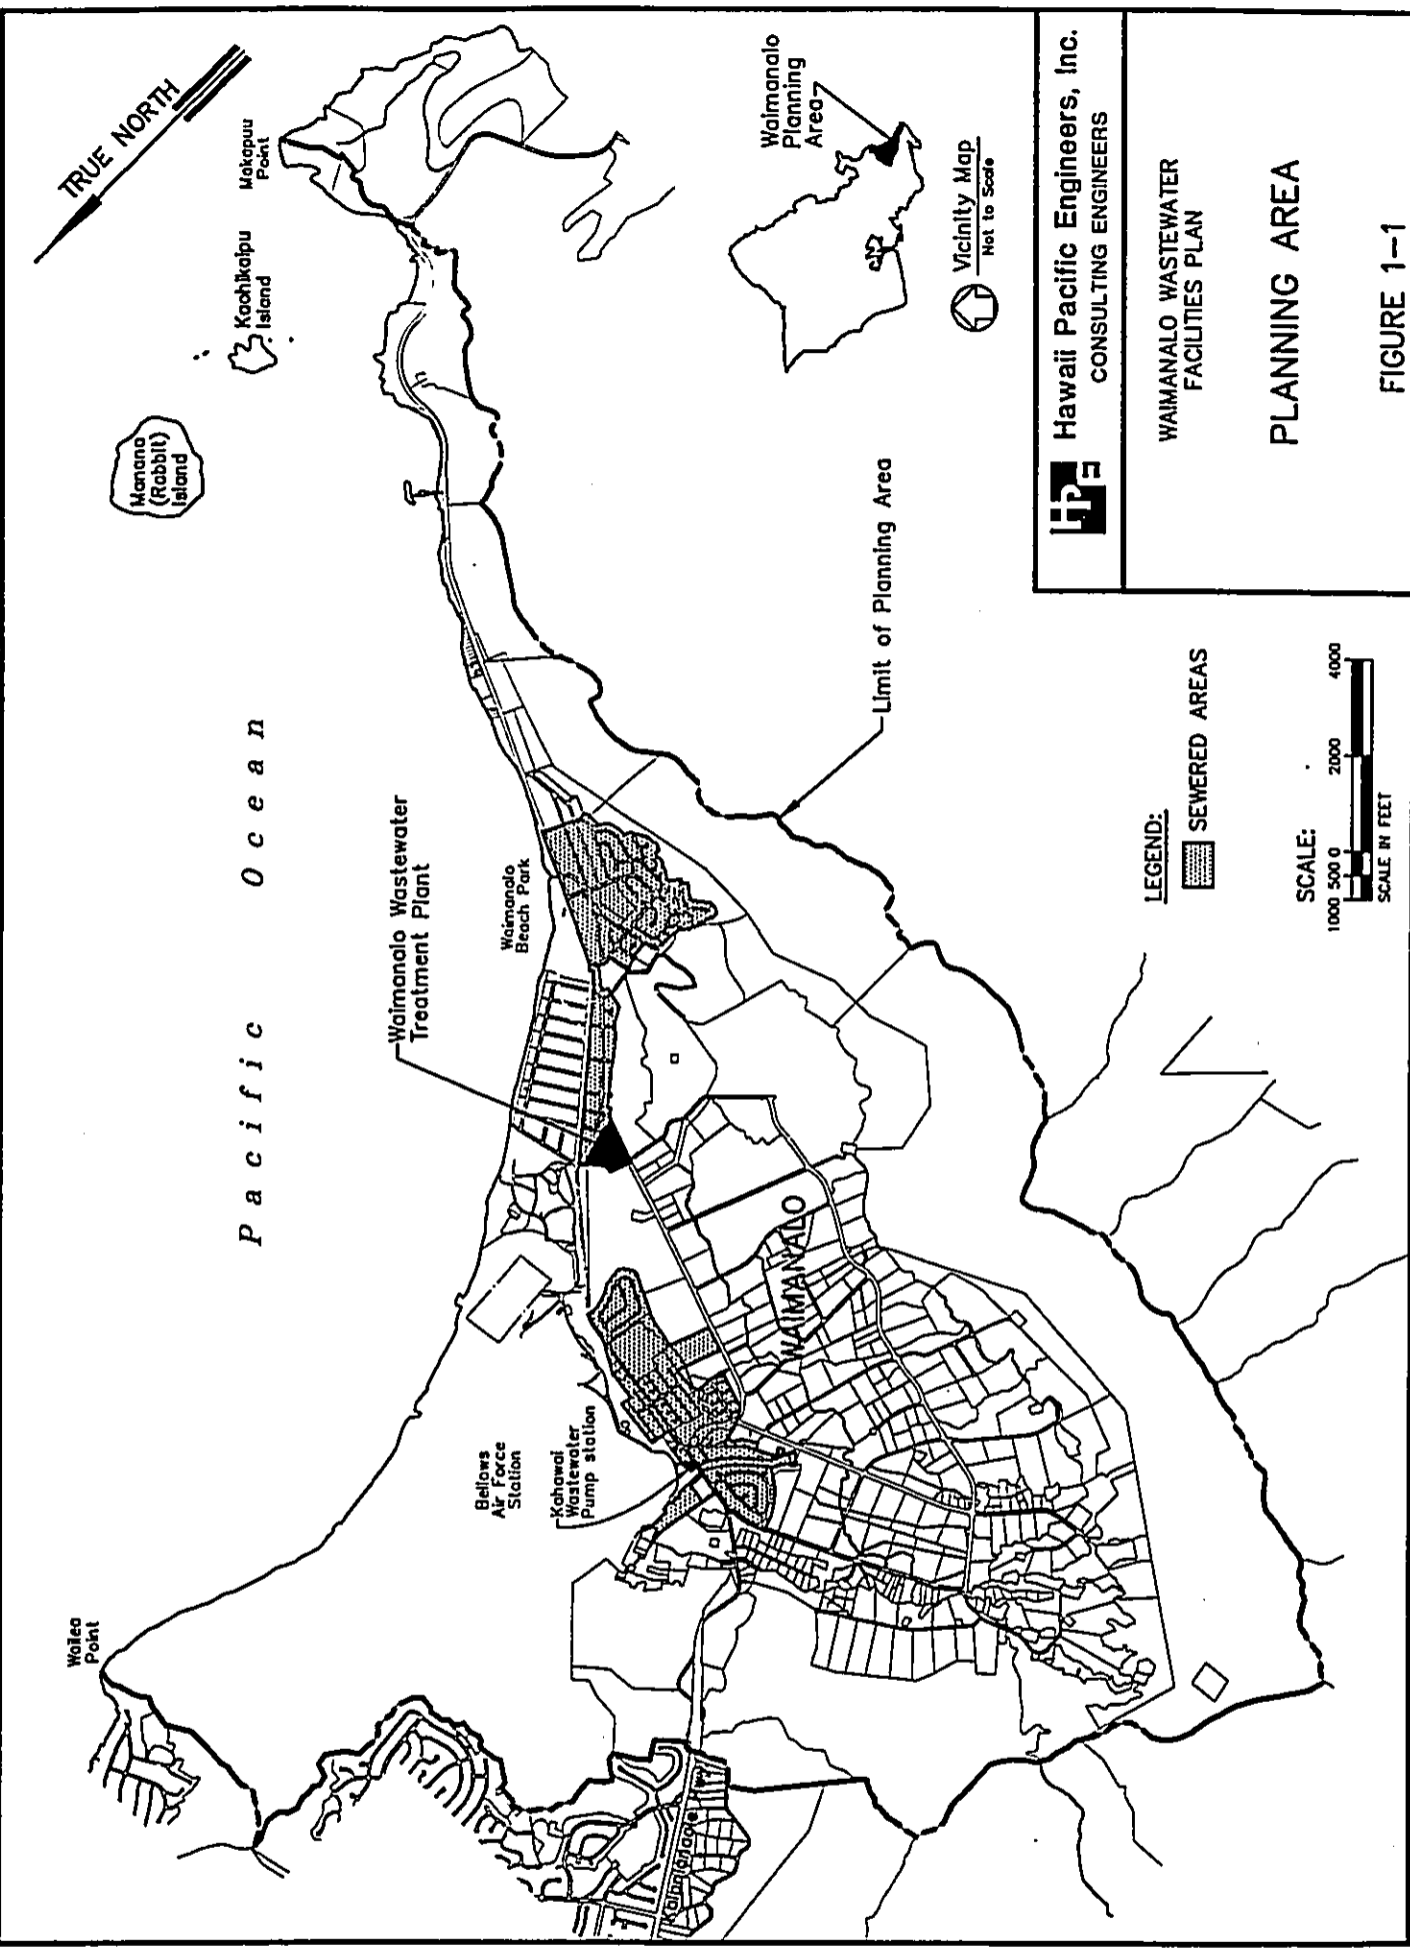 TRUE NORTH
Makapuu
Point
Kaohikaipu
Island
Manana
(Rabbit)
Island
Pacific Ocean
Waimanalo Wastewater
Treatment Plant
Waimanalo
Beach Park
Bellows
Air Force
Station
Kahawai
Wastewater
Pump station
Wailea
Point
WAIMANALO
Kalanianaole
Limit of Planning Area
Waimanalo
Planning
Area
Vicinity Map
Not to Scale
LEGEND:
SEWERED AREAS
SCALE:
1000 500 0 2000 4000
SCALE IN FEET
HPE Hawaii Pacific Engineers, Inc.
CONSULTING ENGINEERS
WAIMANALO WASTEWATER
FACILITIES PLAN
PLANNING AREA
FIGURE 1-1